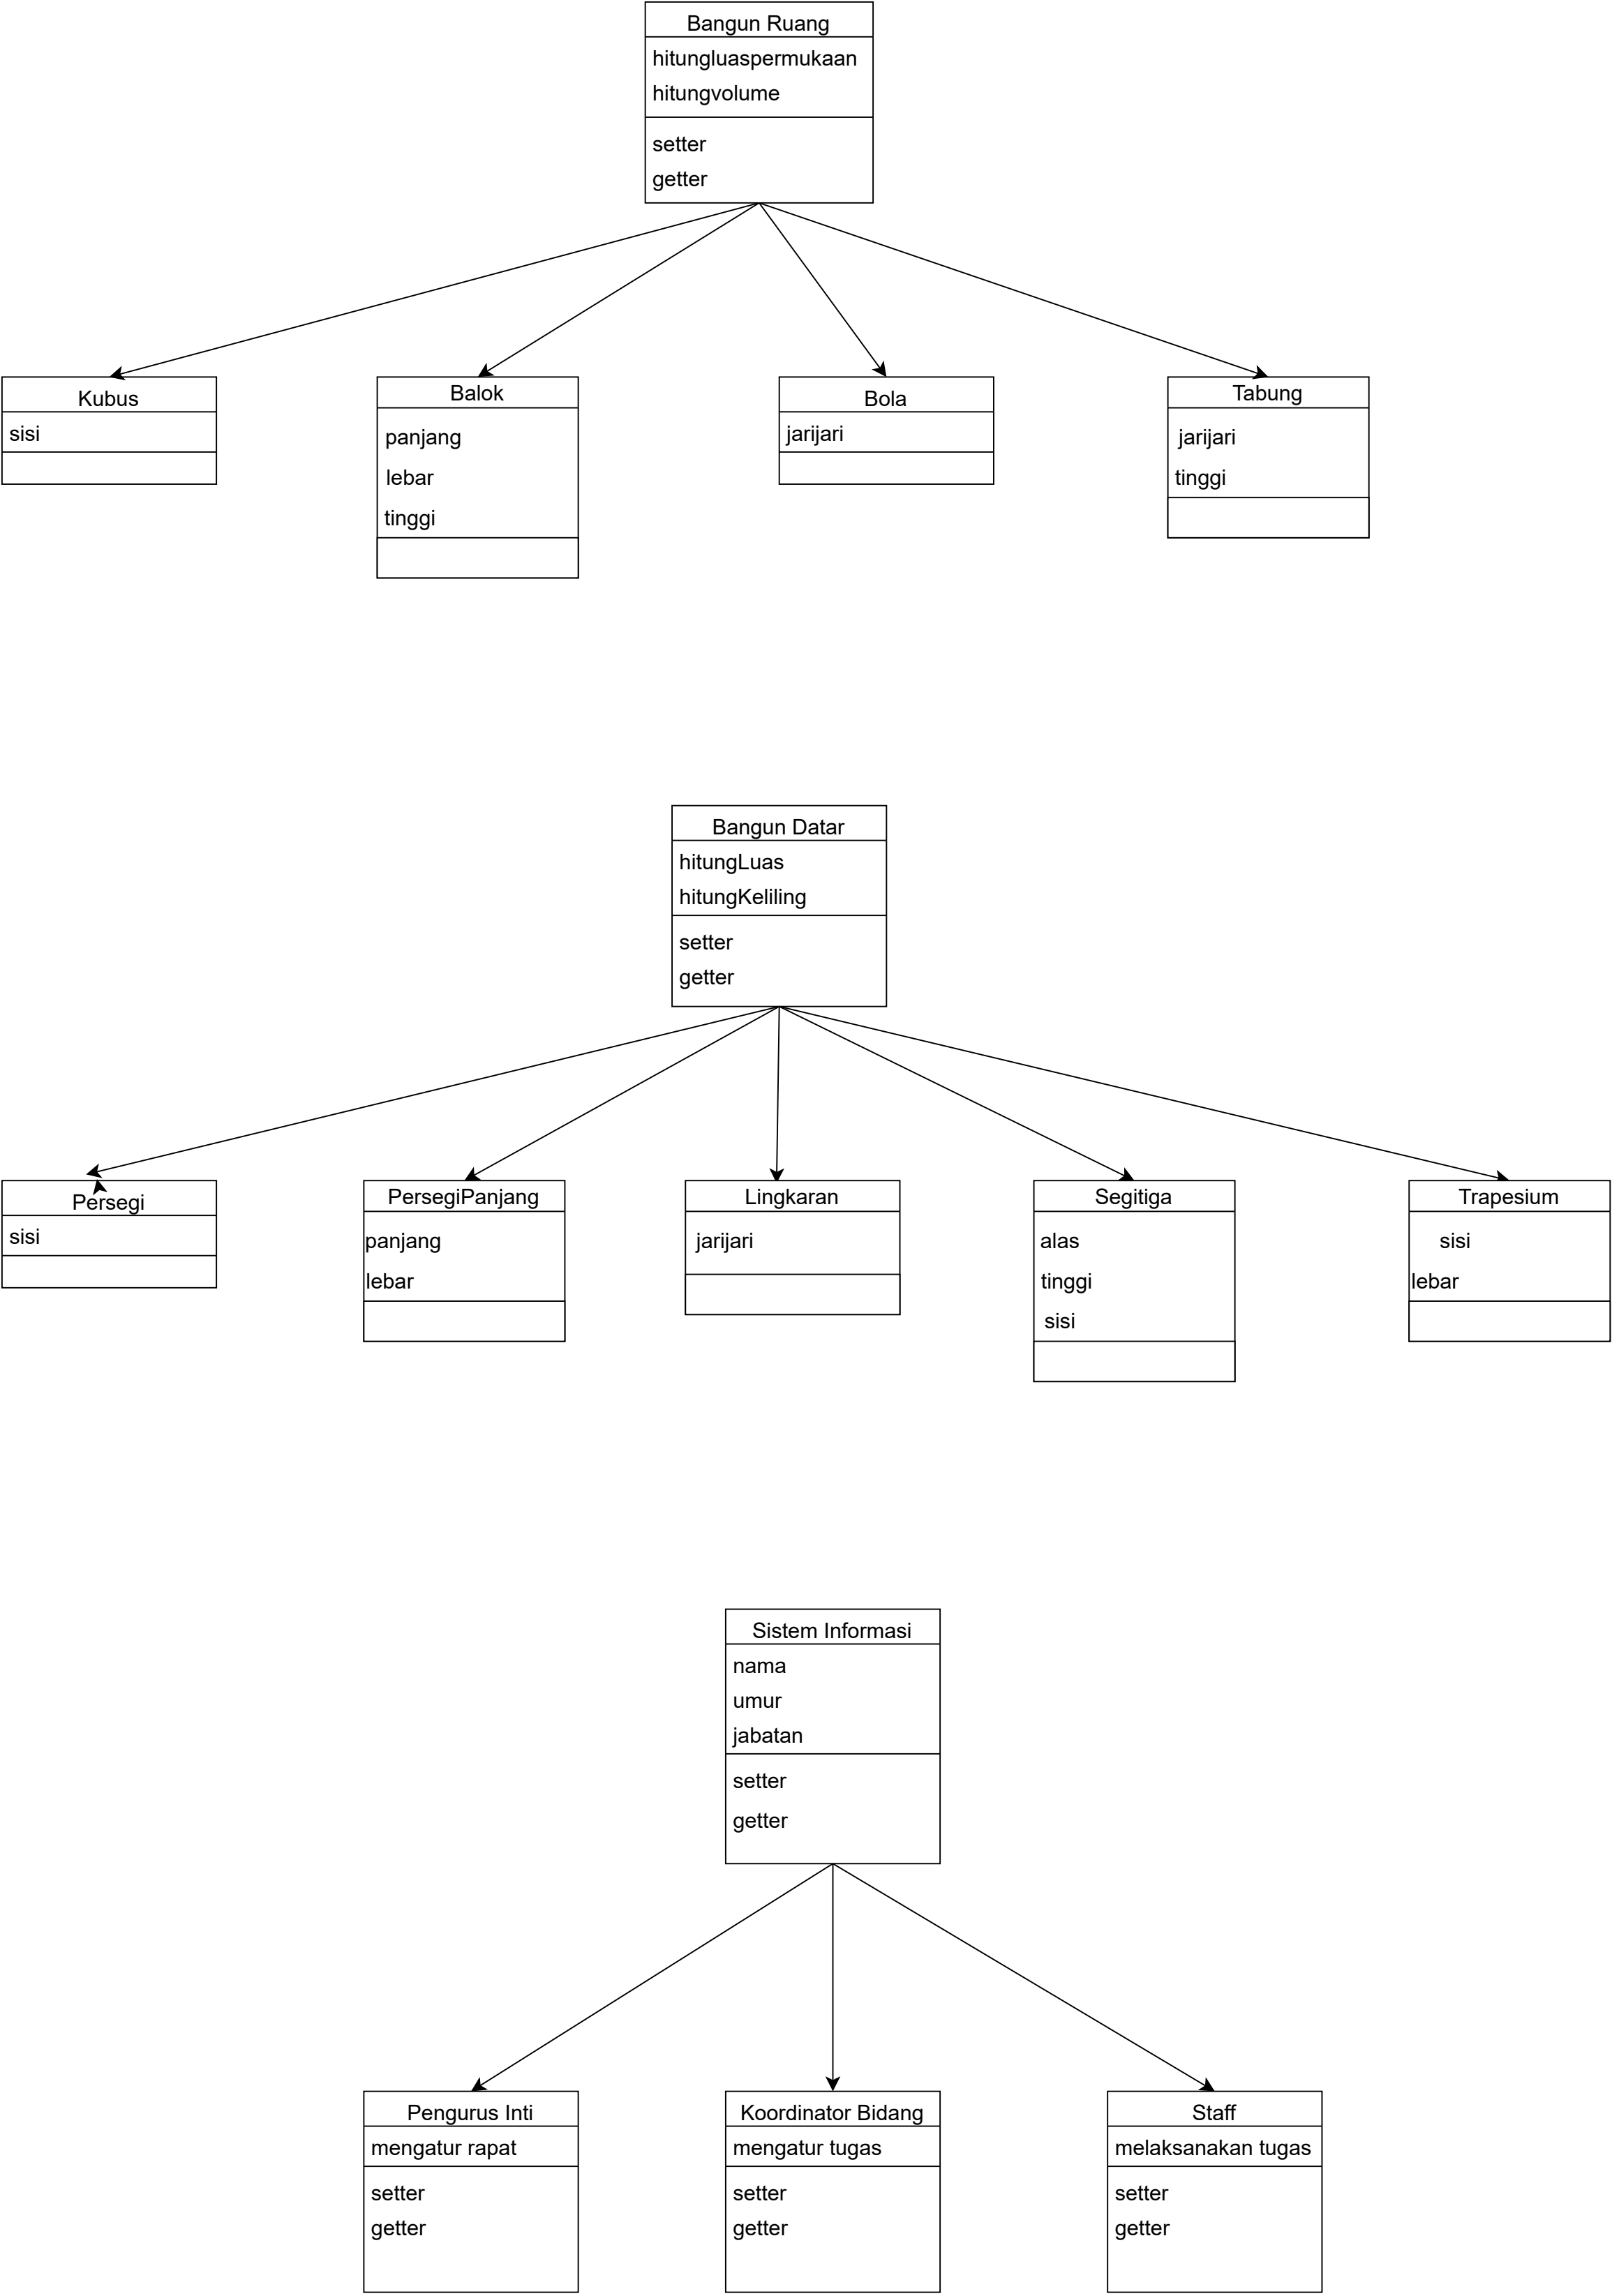 Bangun Ruang
hitungluaspermukaan
hitungvolume
setter
getter
Kubus
sisi
Balok
panjang
lebar
tinggi
Bola
jarijari
Tabung
jarijari
tinggi
Bangun Datar
hitungLuas
hitungKeliling
setter
getter
Persegi
sisi
PersegiPanjang
panjang
lebar
Lingkaran
jarijari
Segitiga
alas
tinggi
sisi
Trapesium
sisi
lebar
Sistem Informasi
nama
umur
jabatan
setter
getter
Pengurus Inti
mengatur rapat
setter
getter
Koordinator Bidang
mengatur tugas
setter
getter
Staff
melaksanakan tugas
setter
getter